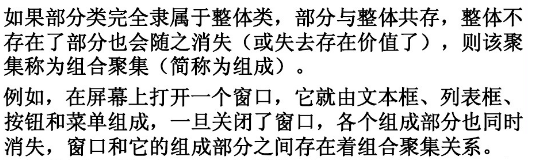 如果部分类完全隶属于整体类，部分与整体共存，整体不
存在了部分也会随之消失（或失去存在价值了），则该聚
集称为组合聚集（简称为组成）。
例如，在屏幕上打开一个窗口，它就由文本框、列表框、
按钮和菜单组成，一旦关闭了窗口，各个组成部分也同时
消失，窗口和它的组成部分之间存在着组合聚集关系。